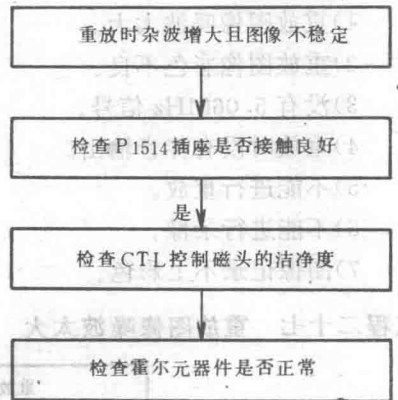 重放时杂波增大且图像不稳定
检查P1514插座是否接触良好
是
检查CTL控制磁头的洁净度
检查霍尔元器件是否正常